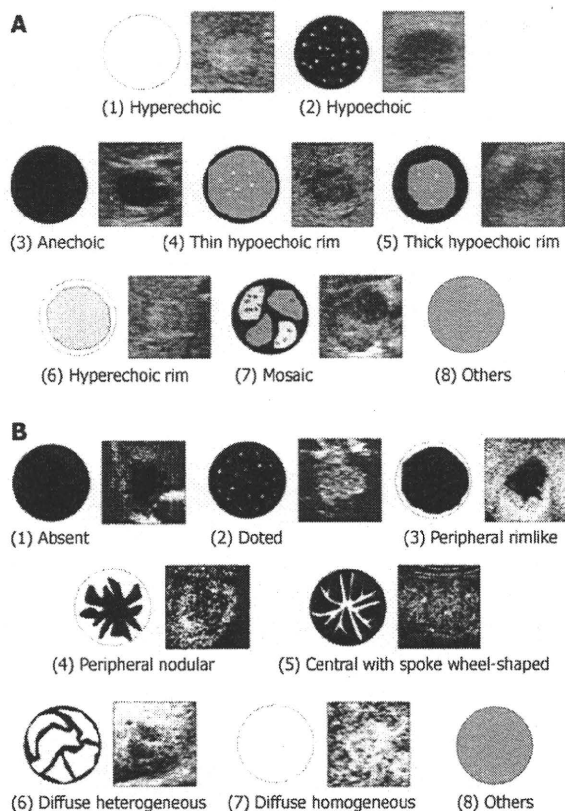 A
(1) Hyperechoic (2) Hypoechoic
(3) Anechoic (4) Thin hypoechoic rim (5) Thick hypoechoic rim
(6) Hyperechoic rim (7) Mosaic (8) Others
B
(1) Absent (2) Doted (3) Peripheral rimlike
(4) Peripheral nodular (5) Central with spoke wheel-shaped
(6) Diffuse heterogeneous (7) Diffuse homogeneous (8) Others